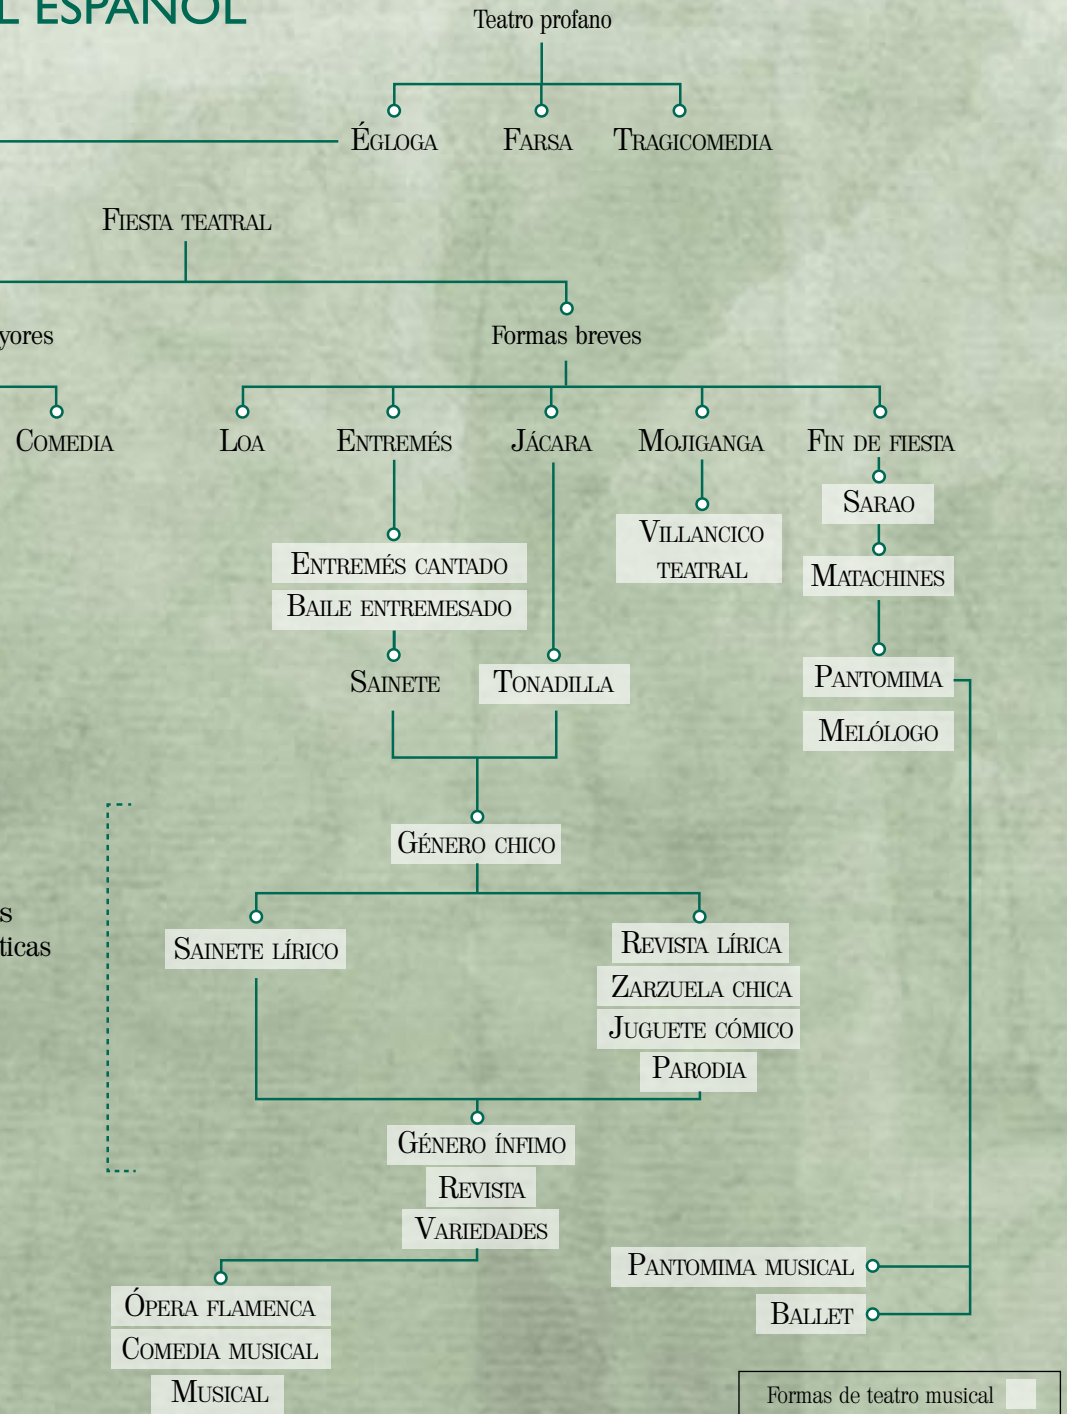 L ESPAÑOL
Teatro profano
ÉGLOGA FARSA TRAGICOMEDIA
FIESTA TEATRAL
yores
Formas breves
COMEDIA LOA ENTREMÉS JÁCARA MOJIGANGA FIN DE FIESTA
SARAO
VILLANCICO
TEATRAL
ENTREMÉS CANTADO
MATACHINES
BAILE ENTREMESADO
SAINETE TONADILLA PANTOMIMA
MELÓLOGO
GÉNERO CHICO
s
ticas
SAINETE LÍRICO
REVISTA LÍRICA
ZARZUELA CHICA
JUGUETE CÓMICO
PARODIA
GÉNERO ÍNFIMO
REVISTA
VARIEDADES
PANTOMIMA MUSICAL
BALLET
ÓPERA FLAMENCA
COMEDIA MUSICAL
MUSICAL
Formas de teatro musical